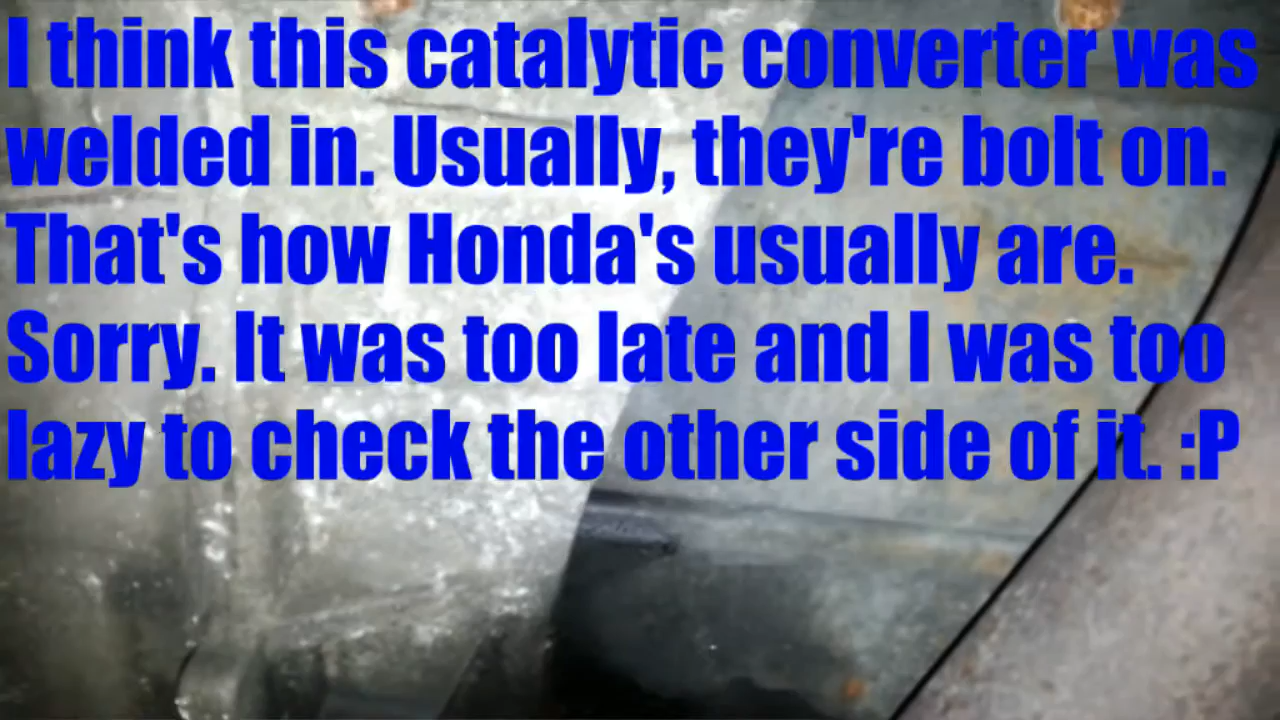 I think this catalytic converter was
welded in. Usually, they're bolt on.
That's how Honda's usually are.
Sorry. It was too late and I was too
lazy to check the other side of it. :P